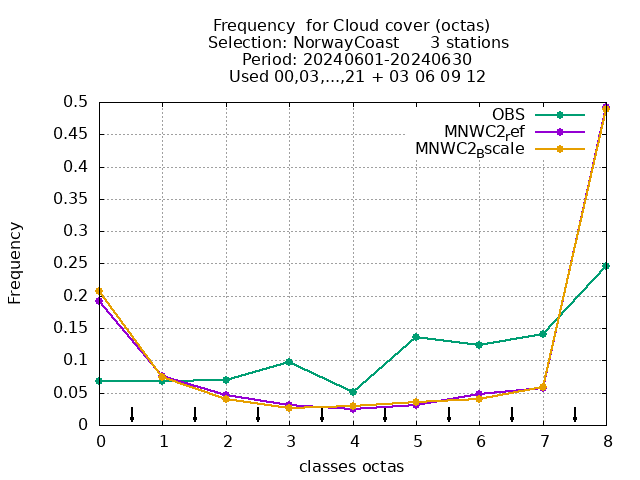 Frequency  for Cloud cover (octas)
Selection: NorwayCoast      3 stations
Period: 20240601-20240630
Used 00,03,...,21 + 03 06 09 12
OBS
MNWC2ref
MNWC2Bscale
0.5
0.45
0.4
0.35
0.3
0.25
0.2
0.15
0.1
0.05
0
Frequency
0 1 2 3 4 5 6 7 8
classes octas